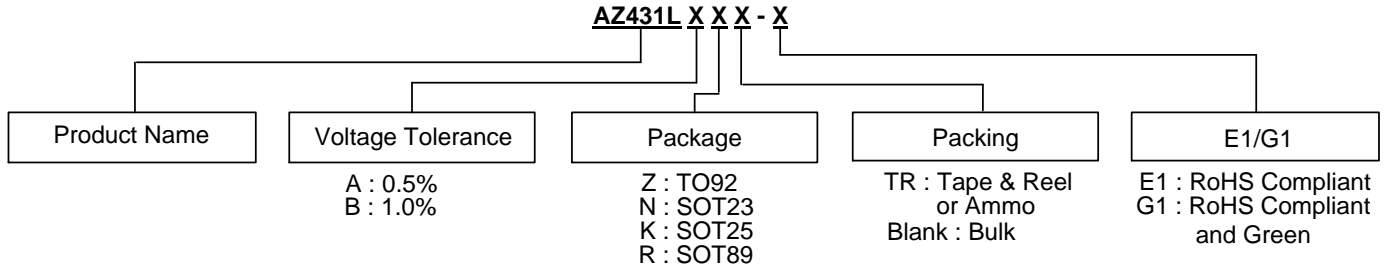 AZ431L X X X - X
Product Name
Voltage Tolerance
A : 0.5%
B : 1.0%
Package
Z : TO92
N : SOT23
K : SOT25
R : SOT89
Packing
TR : Tape & Reel
or Ammo
Blank : Bulk
E1/G1
E1 : RoHS Compliant
G1 : RoHS Compliant
and Green